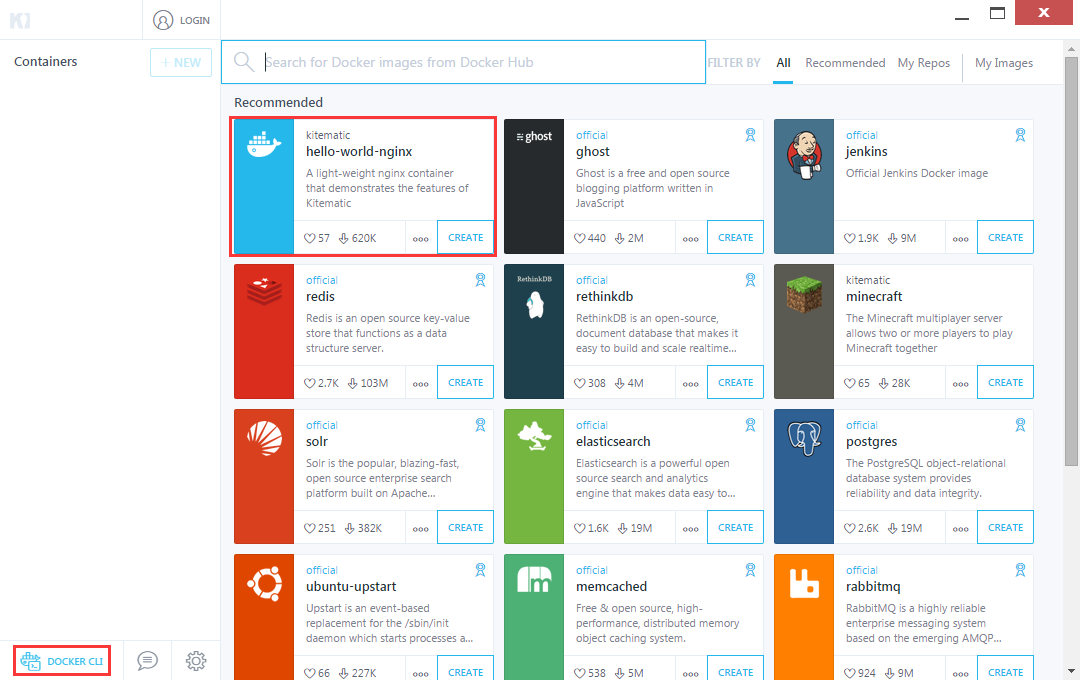 LOGIN
Containers
+ NEW
Search for Docker images from Docker Hub
FILTER BY
All
Recommended
My Repos
My Images
Recommended
kitematic
hello-world-nginx
A light-weight nginx container
that demonstrates the features of
Kitematic
57
620K
CREATE
ghost
official
ghost
Ghost is a free and open source
blogging platform written in
JavaScript
440
2M
CREATE
official
jenkins
Official Jenkins Docker image
1.9K
9M
CREATE
official
redis
Redis is an open source key-value
store that functions as a data
structure server.
2.7K
103M
CREATE
RethinkDB
official
rethinkdb
RethinkDB is an open-source,
document database that makes it
easy to build and scale realtime...
308
4M
CREATE
kitematic
minecraft
The Minecraft multiplayer server
allows two or more players to play
Minecraft together
65
28K
CREATE
official
solr
Solr is the popular, blazing-fast,
open source enterprise search
platform built on Apache...
251
382K
CREATE
official
elasticsearch
Elasticsearch is a powerful open
source search and analytics
engine that makes data easy to...
1.6K
19M
CREATE
official
postgres
The PostgreSQL object-relational
database system provides
reliability and data integrity.
2.6K
19M
CREATE
official
ubuntu-upstart
Upstart is an event-based
replacement for the /sbin/init
daemon which starts processes a...
66
227K
CREATE
official
memcached
Free & open source, high-
performance, distributed memory
object caching system.
538
5M
CREATE
official
rabbitmq
RabbitMQ is a highly reliable
enterprise messaging system
based on the emerging AMQP...
924
9M
CREATE
DOCKER CLI